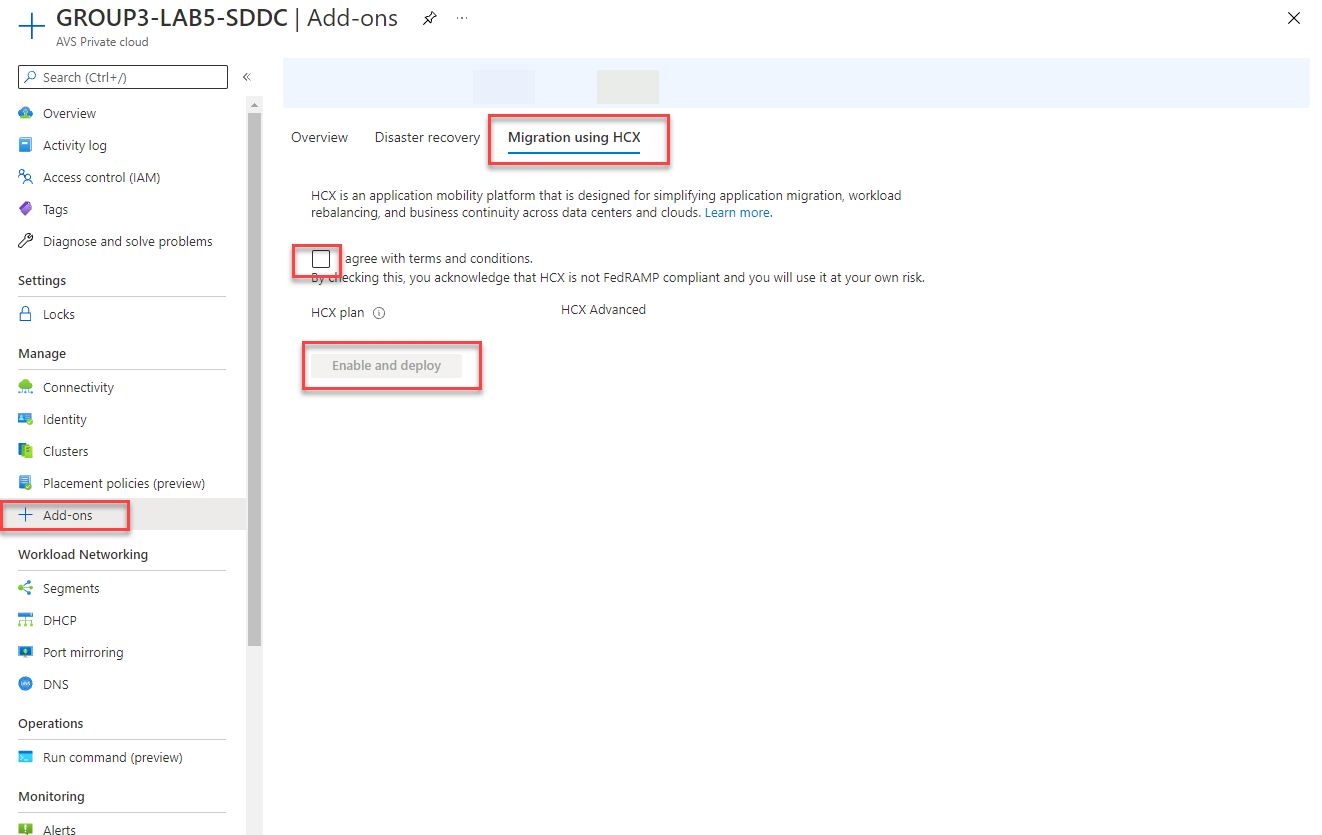 GROUP3-LAB5-SDDC | Add-ons
AVS Private cloud
Search (Ctrl+/)
Overview
Activity log
Access control (IAM)
Tags
Diagnose and solve problems
Settings
Locks
Manage
Connectivity
Identity
Clusters
Placement policies (preview)
Add-ons
Workload Networking
Segments
DHCP
Port mirroring
DNS
Operations
Run command (preview)
Monitoring
Alerts
Overview Disaster recovery Migration using HCX
HCX is an application mobility platform that is designed for simplifying application migration, workload
rebalancing, and business continuity across data centers and clouds. Learn more.
agree with terms and conditions.
By checking this, you acknowledge that HCX is not FedRAMP compliant and you will use it at your own risk.
HCX plan HCX Advanced
Enable and deploy